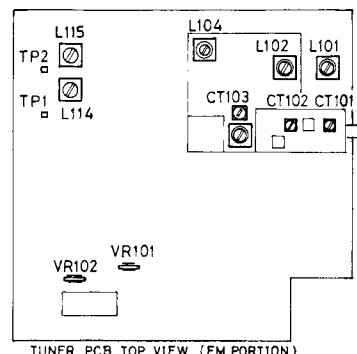 L115
L104
TP2
L102
L101
TP1
L114
CT103
CT102
CT101
VR101
VR102
TUNER PCB TOP VIEW (FM PORTION)